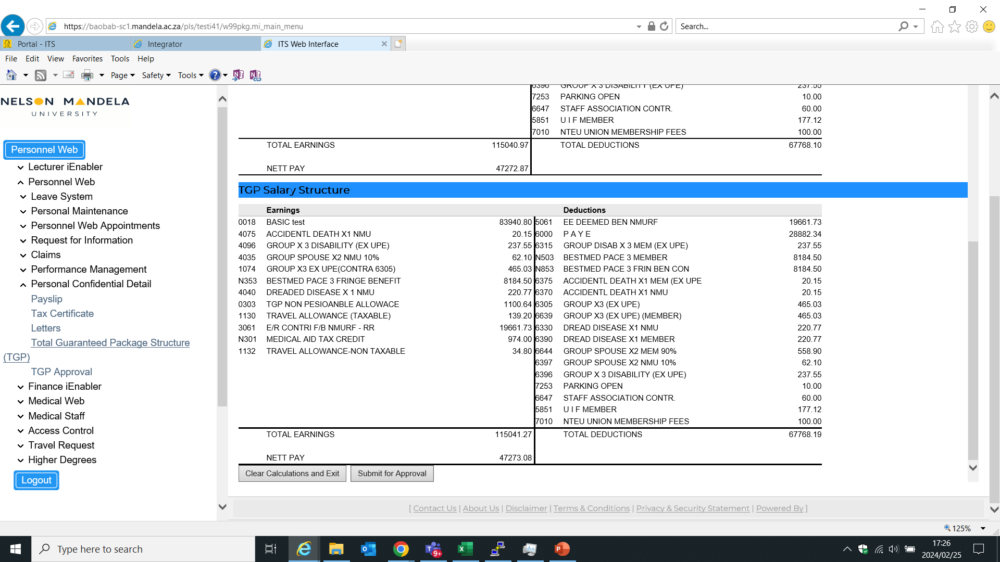 https://baobab-sc1.mandela.ac.za/pls/testi41/w99pkg.mi_main_menu
Search...
Portal - ITS
Integrator
ITS Web Interface
File Edit View Favorites Tools Help
Page Safety Tools
NELSON MANDELA
UNIVERSITY
Personnel Web
Lecturer iEnabler
Personnel Web
Leave System
Personal Maintenance
Personnel Web Appointments
Request for Information
Claims
Performance Management
Personal Confidential Detail
Payslip
Tax Certificate
Letters
Total Guaranteed Package Structure
(TGP)
TGP Approval
Finance iEnabler
Medical Web
Medical Staff
Access Control
Travel Request
Higher Degrees
Logout
6396 GROUP X 3 DISABILITY (EX UPE) 237.55
7253 PARKING OPEN 10.00
6647 STAFF ASSOCIATION CONTR. 60.00
5851 U I F MEMBER 177.12
7010 NTEU UNION MEMBERSHIP FEES 100.00
TOTAL EARNINGS 115040.97 TOTAL DEDUCTIONS 67768.10
NETT PAY 47272.87
TGP Salary Structure
Earnings Deductions
0018 BASIC test 83940.80 5061 EE DEEMED BEN NMURF 19661.73
4075 ACCIDENTL DEATH X1 NMU 20.15 6000 P A Y E 28882.34
4096 GROUP X 3 DISABILITY (EX UPE) 237.55 6315 GROUP DISAB X 3 MEM (EX UPE) 237.55
4035 GROUP SPOUSE X2 NMU 10% 62.10 N503 BESTMED PACE 3 MEMBER 8184.50
1074 GROUP X3 EX UPE(CONTRA 6305) 465.03 N853 BESTMED PACE 3 FRIN BEN CON 8184.50
N353 BESTMED PACE 3 FRINGE BENEFIT 8184.50 6375 ACCIDENTL DEATH X1 MEM (EX UPE 20.15
4040 DREADED DISEASE X 1 NMU 220.77 6370 ACCIDENTL DEATH X1 NMU 20.15
0303 TGP NON PESIOANBLE ALLOWACE 1100.64 6305 GROUP X3 (EX UPE) 465.03
1130 TRAVEL ALLOWANCE (TAXABLE) 139.20 6639 GROUP X3 (EX UPE) (MEMBER) 465.03
3061 E/R CONTRI F/B NMURF - RR 19661.73 6330 DREAD DISEASE X1 NMU 220.77
N301 MEDICAL AID TAX CREDIT 974.00 6390 DREAD DISEASE X1 MEMBER 220.77
1132 TRAVEL ALLOWANCE-NON TAXABLE 34.80 6644 GROUP SPOUSE X2 MEM 90% 558.90
6397 GROUP SPOUSE X2 NMU 10% 62.10
6396 GROUP X 3 DISABILITY (EX UPE) 237.55
7253 PARKING OPEN 10.00
6647 STAFF ASSOCIATION CONTR. 60.00
5851 U I F MEMBER 177.12
7010 NTEU UNION MEMBERSHIP FEES 100.00
TOTAL EARNINGS 115041.27 TOTAL DEDUCTIONS 67768.19
NETT PAY 47273.08
Clear Calculations and Exit
Submit for Approval
[ Contact Us | About Us | Disclaimer | Terms & Conditions | Privacy & Security Statement | Powered By ]
125%
Type here to search
9+
17:26
2024/02/25